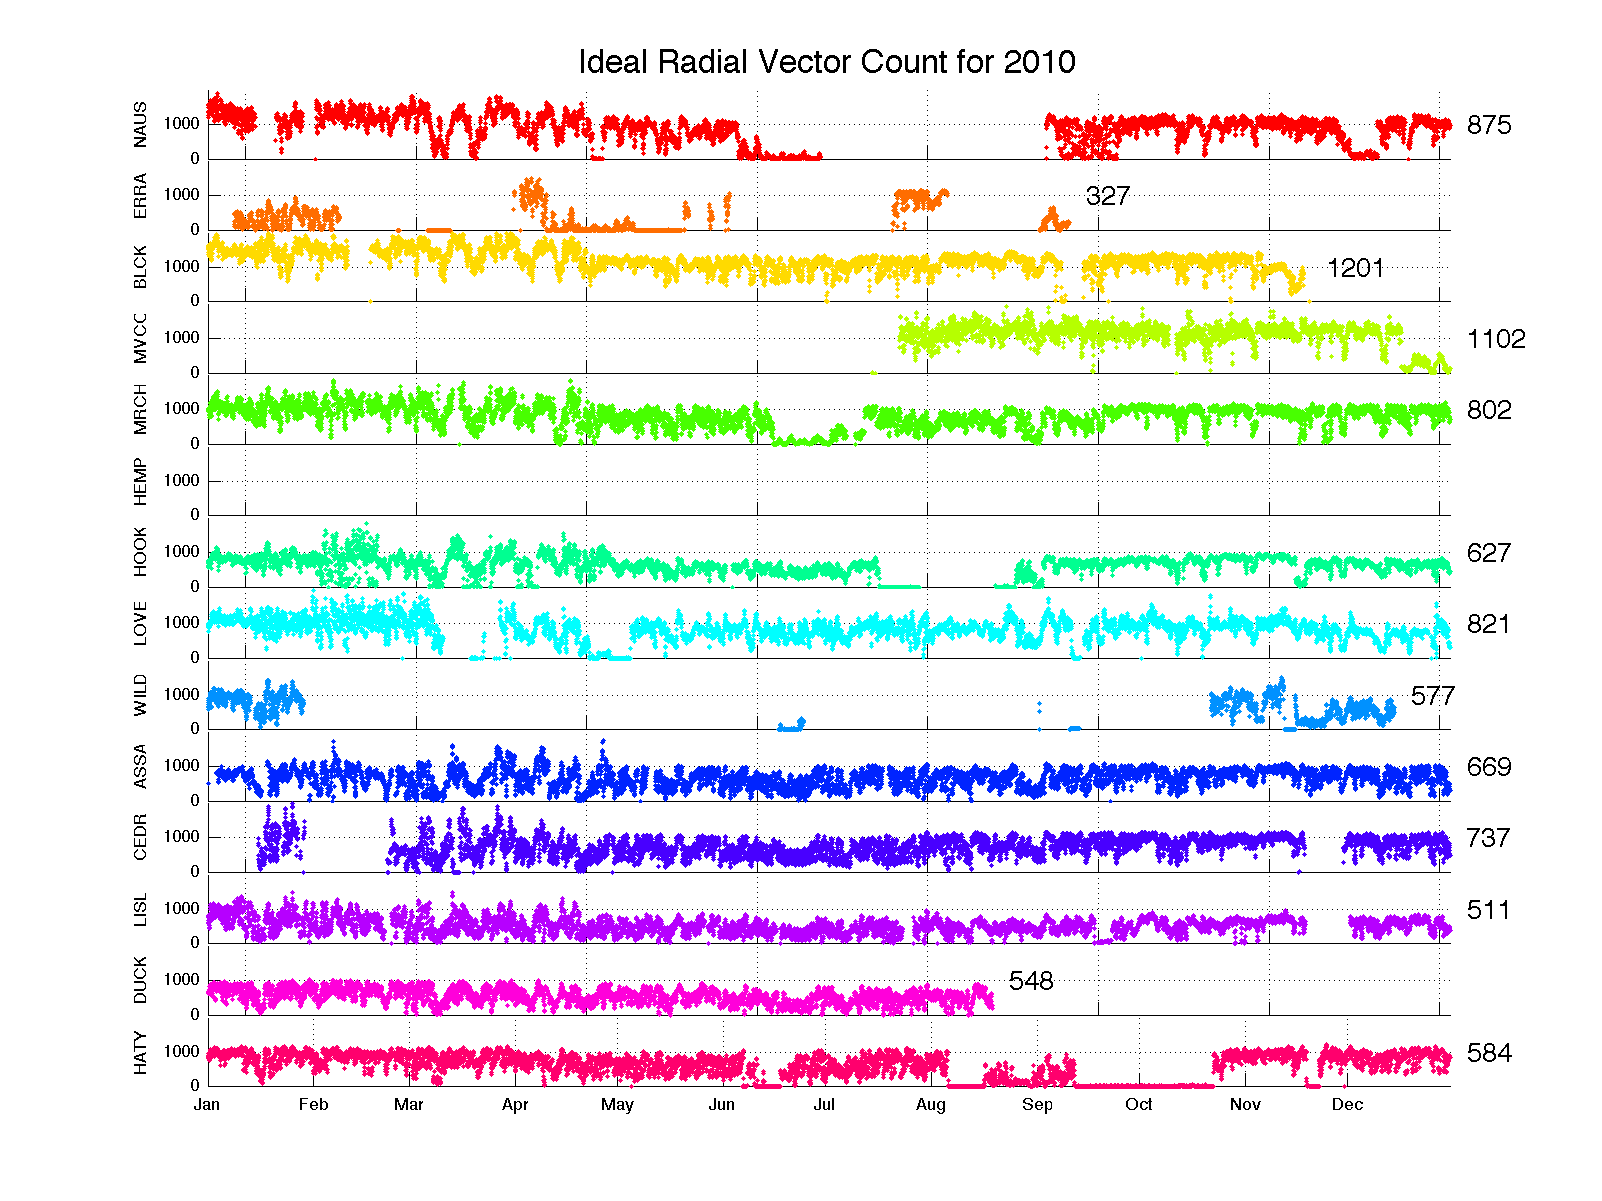 Ideal Radial Vector Count for 2010
NAUS 1000 0 875
ERRA 1000 0 327
BLCK 1000 0 1201
MVCO 1000 0 1102
MRCH 1000 0 802
HEMP 1000 0
HOOK 1000 0 627
LOVE 1000 0 821
WILD 1000 0 577
ASSA 1000 0 669
CEDR 1000 0 737
LISL 1000 0 511
DUCK 1000 0 548
HATY 1000 0 584
Jan Feb Mar Apr May Jun Jul Aug Sep Oct Nov Dec